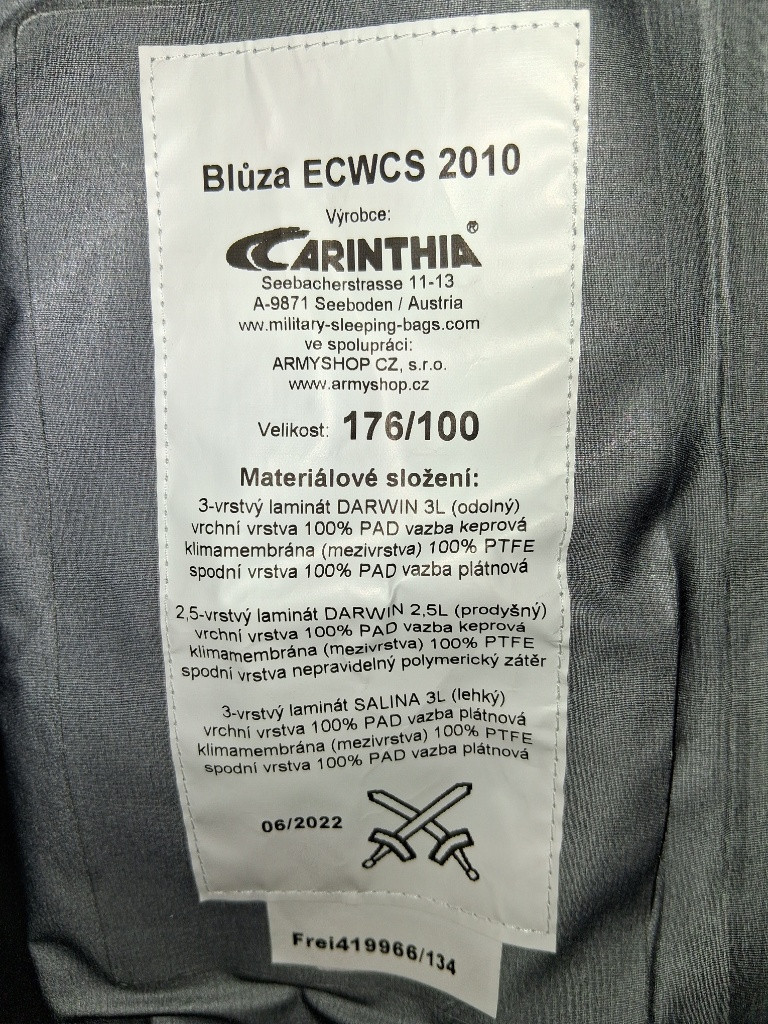 Blůza ECWCS 2010
Výrobce:
CARINTHIA®
Seebacherstrasse 11-13
A-9871 Seeboden / Austria
ww.military-sleeping-bags.com
ve spolupráci:
ARMYSHOP CZ, s.r.o.
www.armyshop.cz
Velikost: 176/100
Materiálové složení:
3-vrstvý laminát DARWIN 3L (odolný)
vrchní vrstva 100% PAD vazba keprová
klimamembrána (mezivrstva) 100% PTFE
spodní vrstva 100% PAD vazba plátnová
2,5-vrstvý laminát DARWIN 2,5L (prodyšný)
vrchní vrstva 100% PAD vazba keprová
klimamembrána (mezivrstva) 100% PTFE
spodní vrstva nepravidelný polymerický zátěr
3-vrstvý laminát SALINA 3L (lehký)
vrchní vrstva 100% PAD vazba plátnová
klimamembrána (mezivrstva) 100% PTFE
spodní vrstva 100% PAD vazba plátnová
06/2022
Frei419966/134